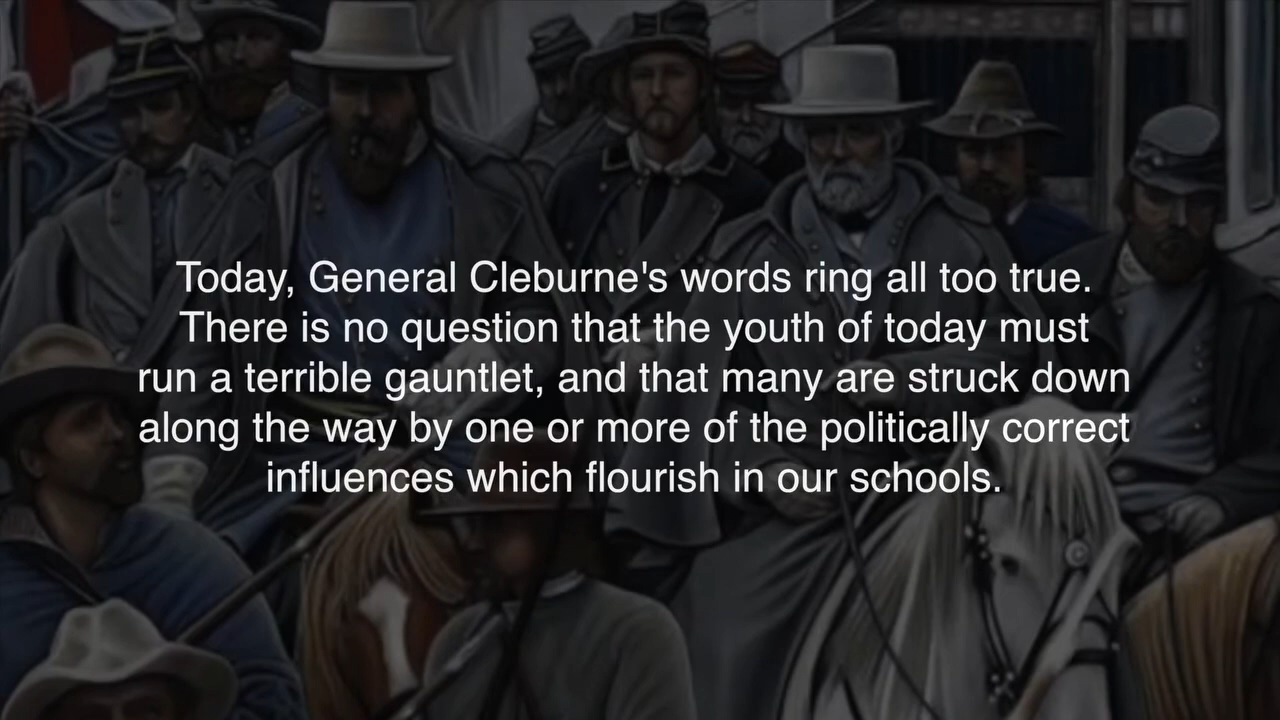 Today, General Cleburne's words ring all too true.
There is no question that the youth of today must
run a terrible gauntlet, and that many are struck down
along the way by one or more of the politically correct
influences which flourish in our schools.